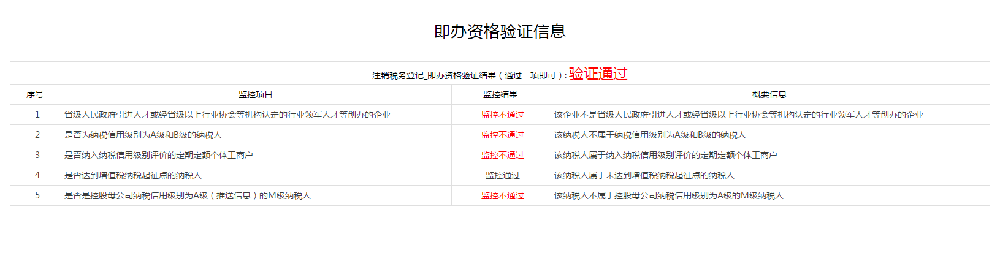 即办资格验证信息
注销税务登记_即办资格验证结果（通过一项即可）: 验证通过
序号 监控项目 监控结果 概要信息
1 省级人民政府引进人才或经省级以上行业协会等机构认定的行业领军人才等创办的企业 监控不通过 该企业不是省级人民政府引进人才或经省级以上行业协会等机构认定的行业领军人才等创办的企业
2 是否为纳税信用级别为A级和B级的纳税人 监控不通过 该纳税人不属于纳税信用级别为A级和B级的纳税人
3 是否纳入纳税信用级别评价的定期定额个体工商户 监控不通过 该纳税人属于纳入纳税信用级别评价的定期定额个体工商户
4 是否达到增值税纳税起征点的纳税人 监控通过 该纳税人属于未达到增值税纳税起征点的纳税人
5 是否是控股母公司纳税信用级别为A级（推送信息）的M级纳税人 监控不通过 该纳税人不属于控股母公司纳税信用级别为A级的M级纳税人